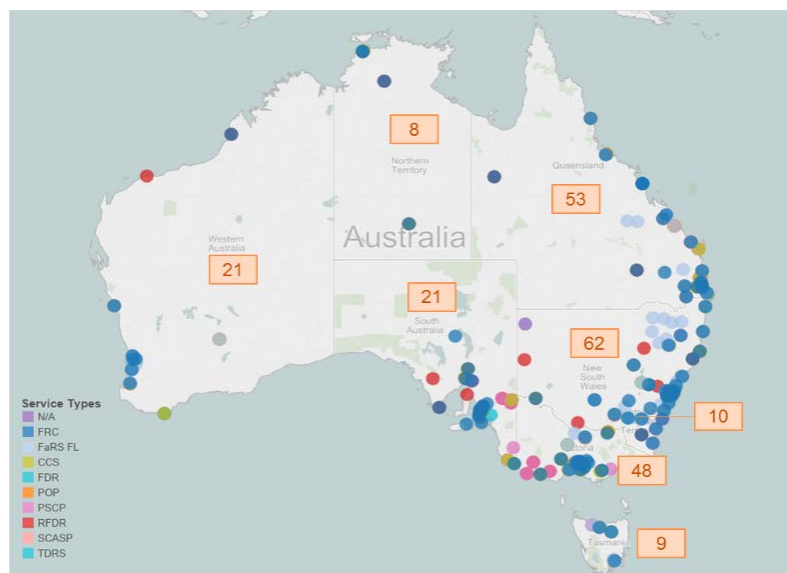 8
Northern
Territory
Queensland
53
Australia
Western
Australia
21
21
South
Australia
62
New
South
Wales
10
48
Tasmania
9
Service Types
N/A
FRC
FaRS FL
CCS
FDR
POP
PSCP
RFDR
SCASP
TDRS